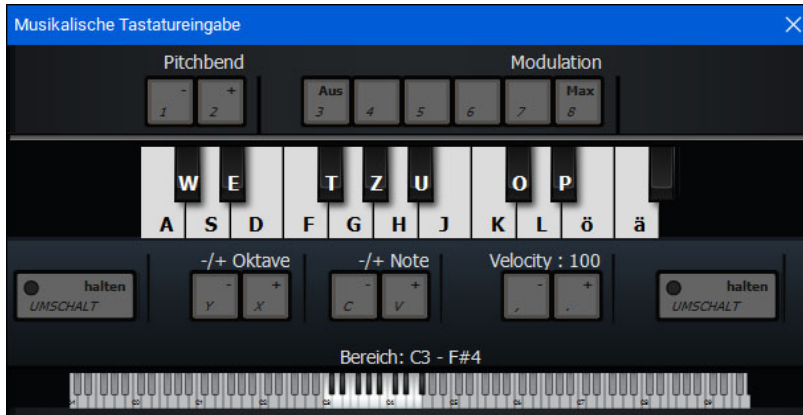 Musikalische Tastatureingabe
Pitchbend Modulation
- + Aus Max
1 2 3 4 5 6 7 8
W E T Z U O P
A S D F G H J K L ö ä
-/+ Oktave -/+ Note Velocity : 100
halten - + - + - + halten
UMSCHALT Y X C V , . UMSCHALT
Bereich: C3 - F#4